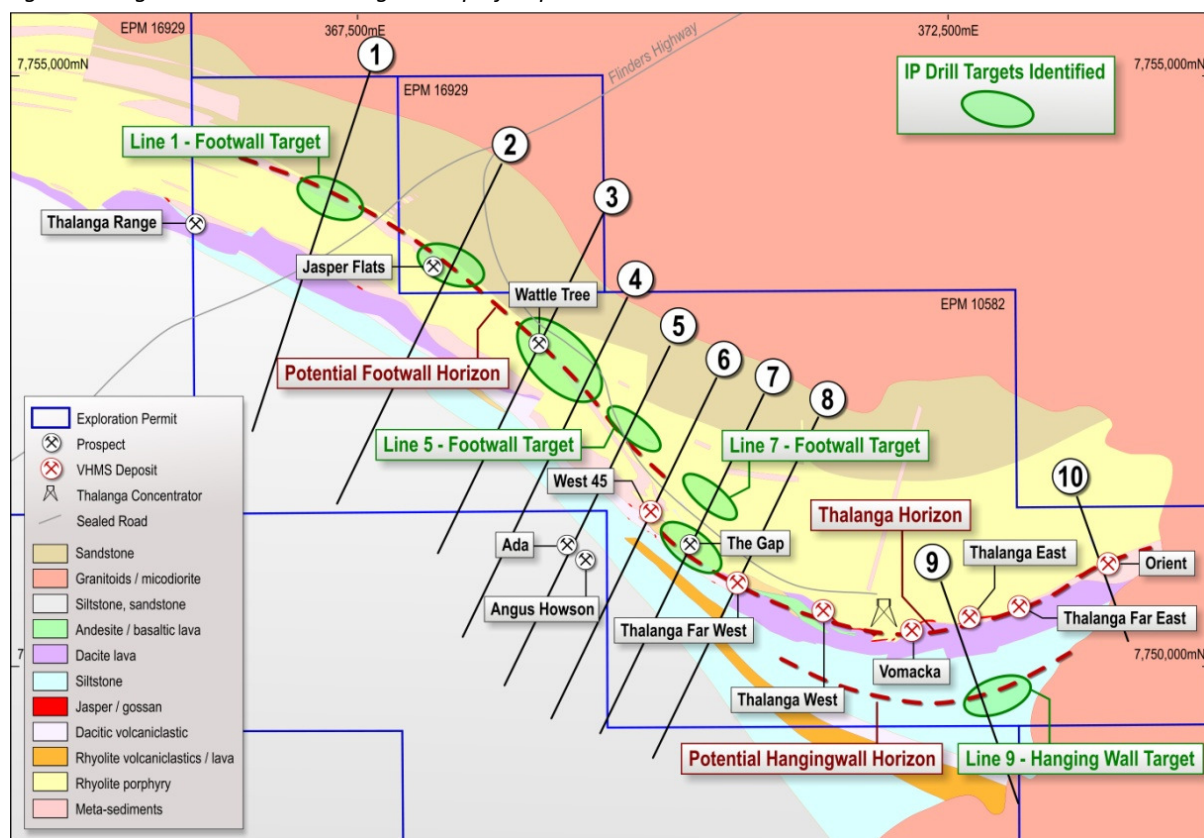 EPM 16929
367,500mE
372,500mE
7,755,000mN
7,755,000mN
Flinders Highway
EPM 16929
IP Drill Targets Identified
1
2
3
4
5
6
7
8
9
10
Line 1 - Footwall Target
Thalanga Range
Jasper Flats
Wattle Tree
EPM 10582
Potential Footwall Horizon
Line 5 - Footwall Target
Line 7 - Footwall Target
West 45
Thalanga Horizon
Ada
The Gap
Thalanga East
Orient
Angus Howson
Thalanga Far West
Thalanga Far East
Vomacka
7,750,000mN
Thalanga West
Potential Hangingwall Horizon
Line 9 - Hanging Wall Target
Exploration Permit
Prospect
VHMS Deposit
Thalanga Concentrator
Sealed Road
Sandstone
Granitoids / micodiorite
Siltstone, sandstone
Andesite / basaltic lava
Dacite lava
Siltstone
Jasper / gossan
Dacitic volcaniclastic
Rhyolite volcaniclastics / lava
Rhyolite porphyry
Meta-sediments